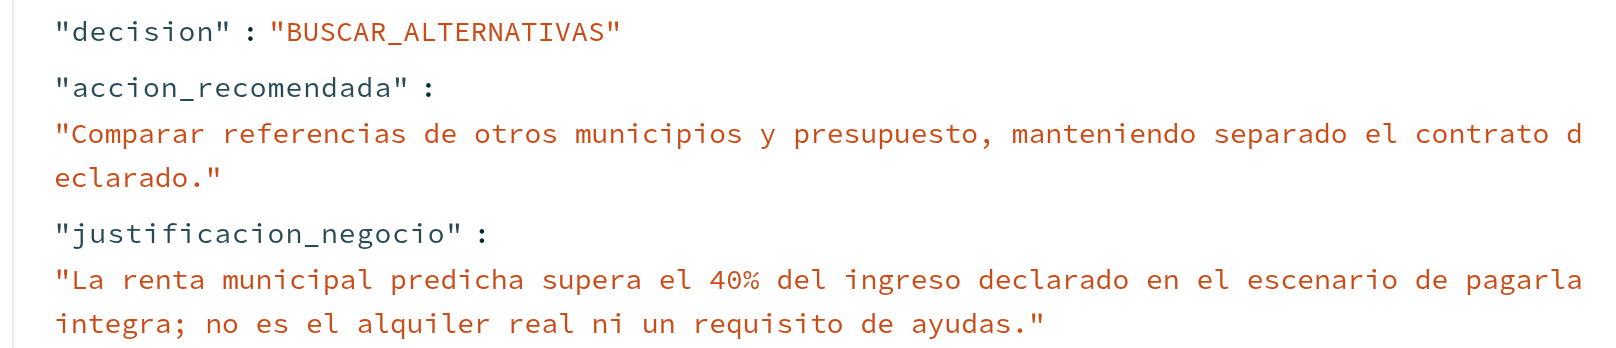 "decision" : "BUSCAR_ALTERNATIVAS"
"accion_recomendada" :
"Comparar referencias de otros municipios y presupuesto, manteniendo separado el contrato d
eclarado."
"justificacion_negocio" :
"La renta municipal predicha supera el 40% del ingreso declarado en el escenario de pagarla
integra; no es el alquiler real ni un requisito de ayudas."